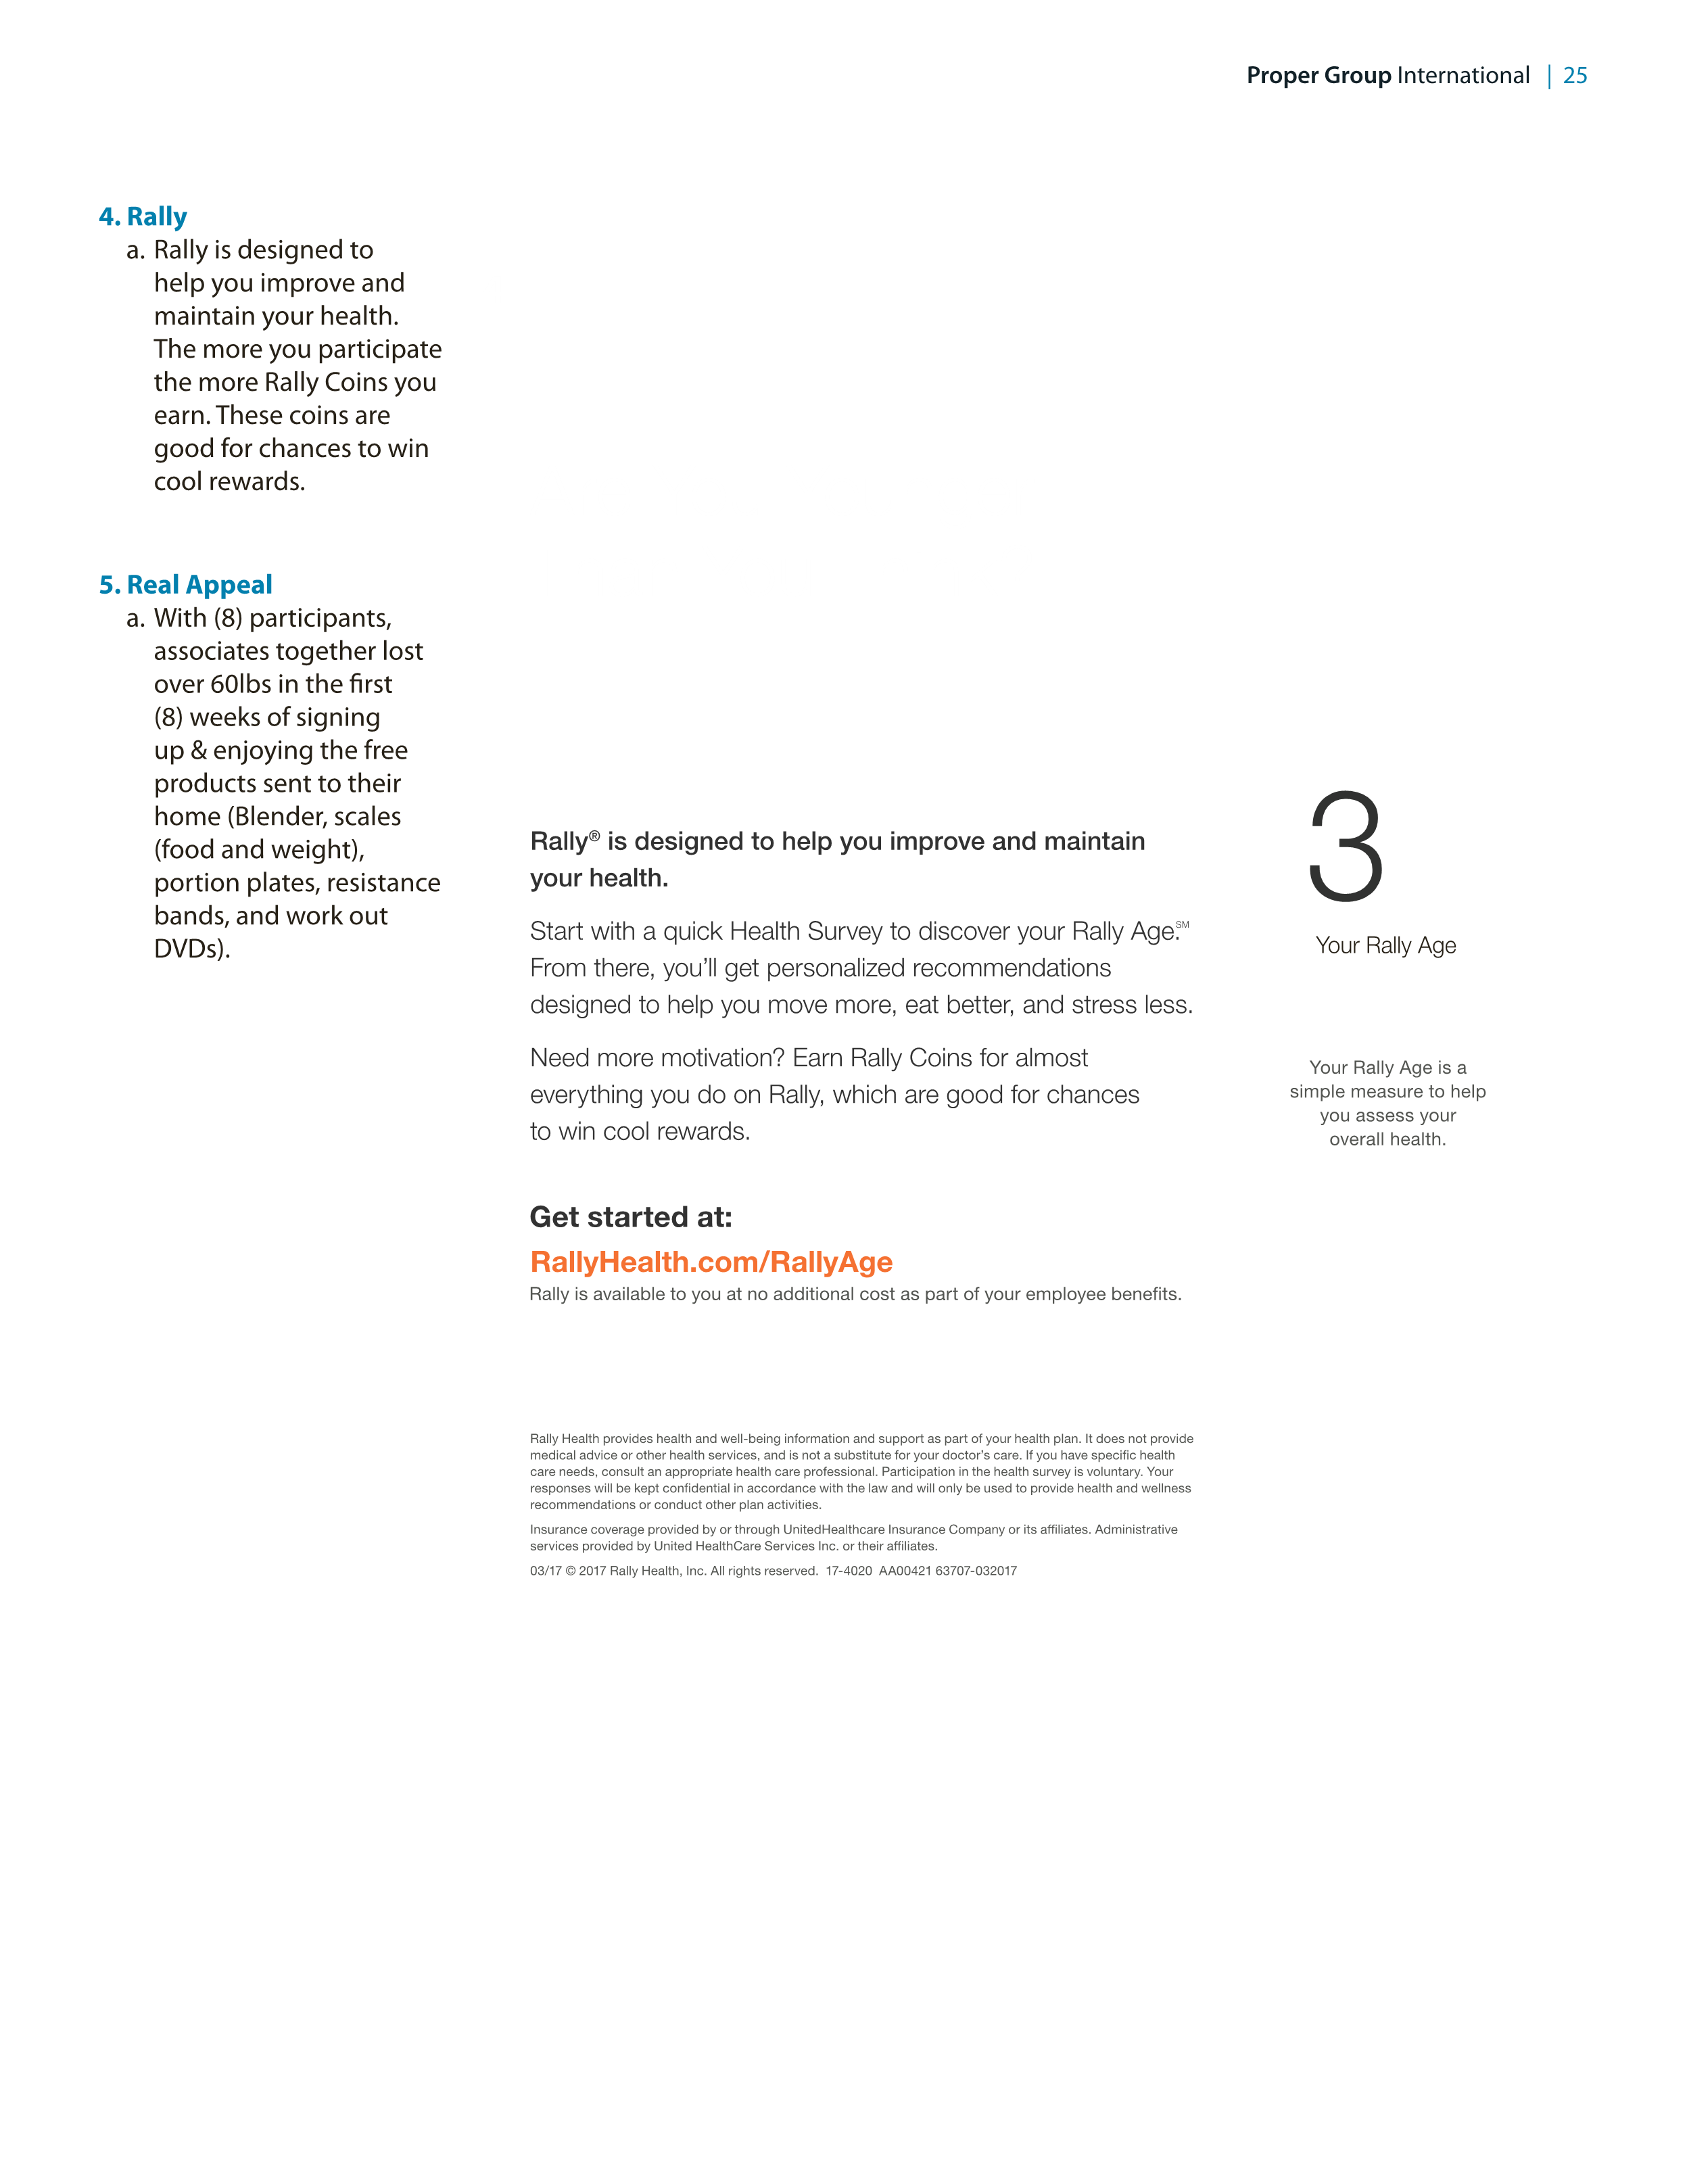 Proper Group International | 25
4. Rally
a. Rally is designed to
help you improve and
maintain your health.
The more you participate
the more Rally Coins you
earn. These coins are
good for chances to win
cool rewards.
5. Real Appeal
a. With (8) participants,
associates together lost
over 60lbs in the first
(8) weeks of signing
up & enjoying the free
products sent to their
home (Blender, scales
(food and weight),
portion plates, resistance
bands, and work out
DVDs).
Rally® is designed to help you improve and maintain
your health.
Start with a quick Health Survey to discover your Rally Age.℠
From there, you’ll get personalized recommendations
designed to help you move more, eat better, and stress less.
Need more motivation? Earn Rally Coins for almost
everything you do on Rally, which are good for chances
to win cool rewards.
Get started at:
RallyHealth.com/RallyAge
Rally is available to you at no additional cost as part of your employee benefits.
3
Your Rally Age
Your Rally Age is a
simple measure to help
you assess your
overall health.
Rally Health provides health and well-being information and support as part of your health plan. It does not provide
medical advice or other health services, and is not a substitute for your doctor’s care. If you have specific health
care needs, consult an appropriate health care professional. Participation in the health survey is voluntary. Your
responses will be kept confidential in accordance with the law and will only be used to provide health and wellness
recommendations or conduct other plan activities.
Insurance coverage provided by or through UnitedHealthcare Insurance Company or its affiliates. Administrative
services provided by United HealthCare Services Inc. or their affiliates.
03/17 © 2017 Rally Health, Inc. All rights reserved. 17-4020 AA00421 63707-032017